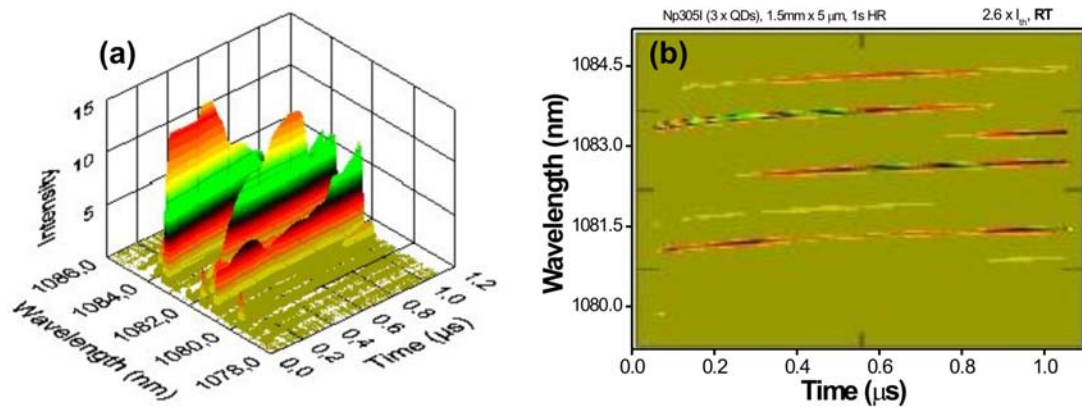 (a)
15
10
5
Intensity
1086,0
1084,0
1082,0
1080,0
1078,0
Wavelength (nm)
0,0
0,2
0,4
0,6
0,8
1,0
1,2
Time (µs)
Np305I (3 x QDs), 1.5mm x 5 µm, 1s HR
2.6 x Ith, RT
(b)
1084.5
1083.0
1081.5
1080.0
Wavelength (nm)
0.0
0.2
0.4
0.6
0.8
1.0
Time (µs)